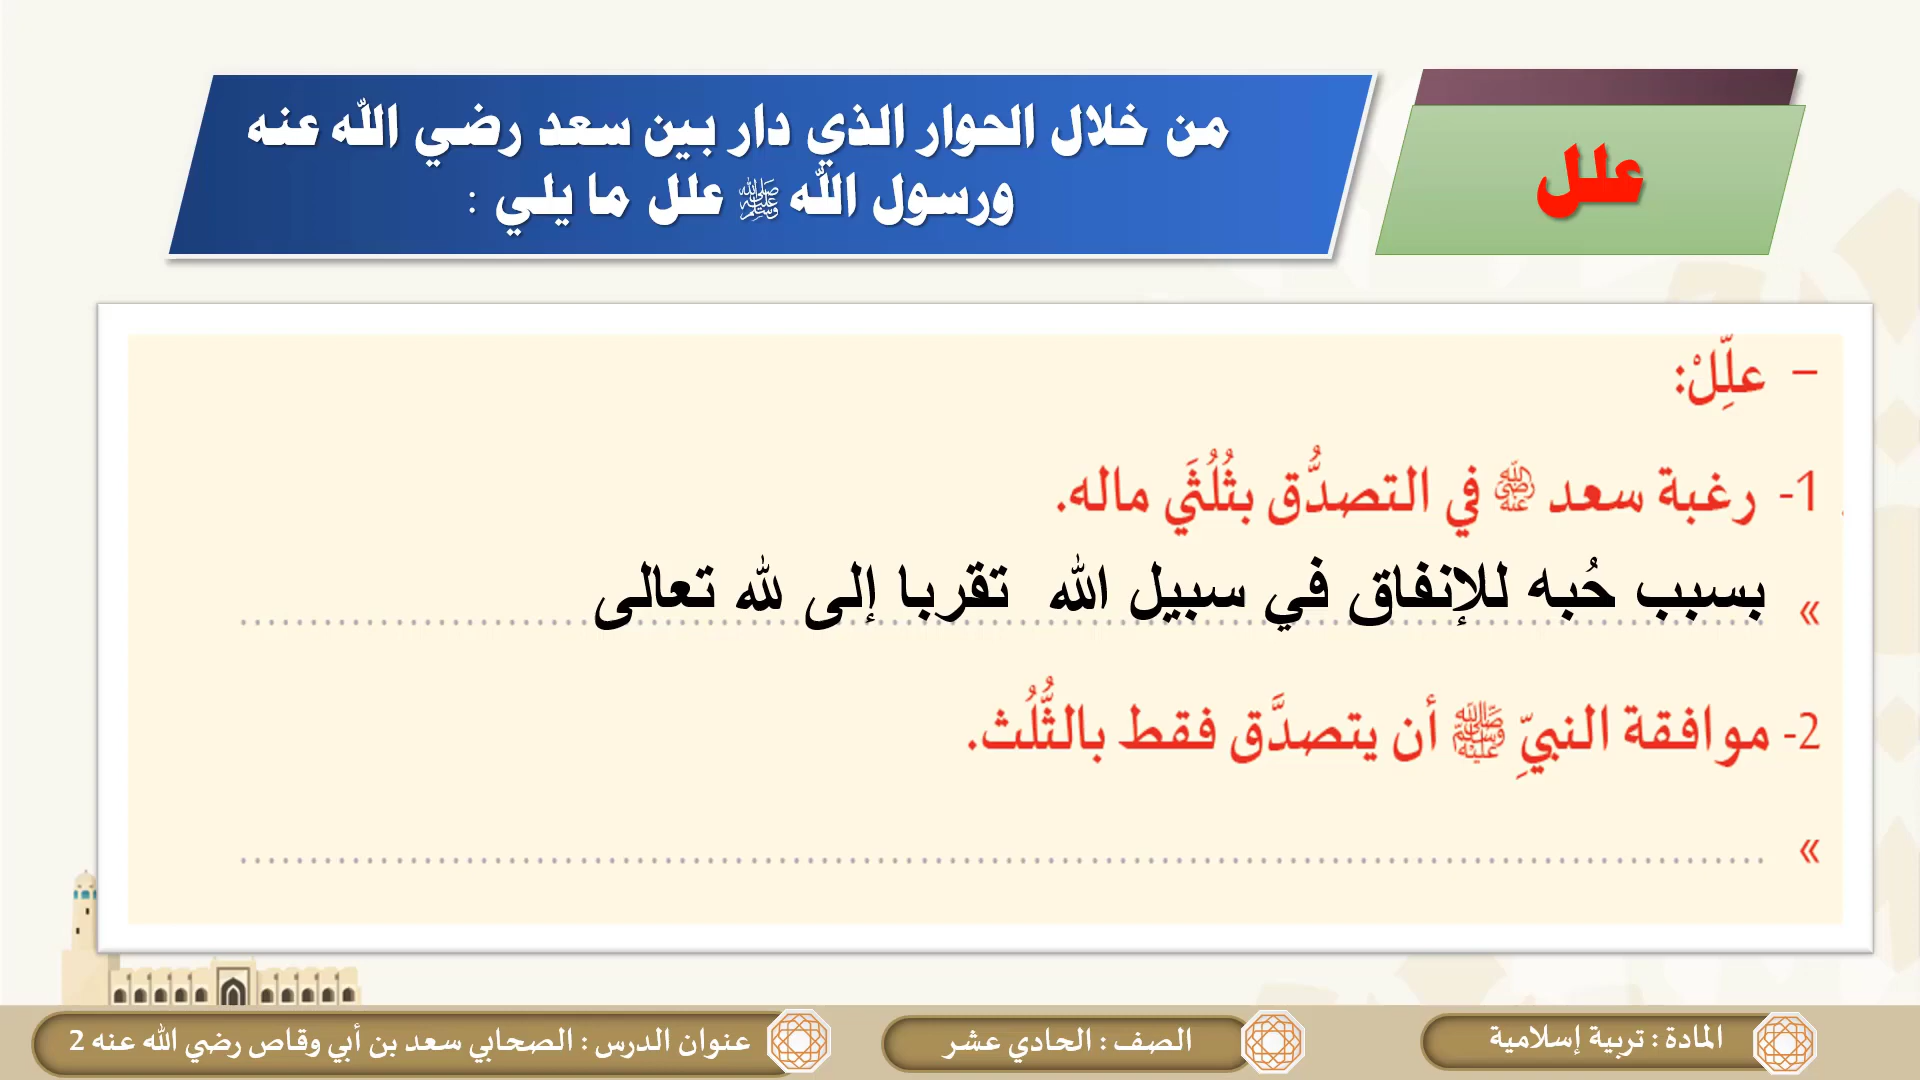 علل
من خلال الحوار الذي دار بين سعد رضي الله عنه
ورسول الله ﷺ علل ما يلي :
– علِّلْ:
1- رغبة سعد رضي الله عنه في التصدُّق بثُلُثَي ماله.
» بسبب حُبه للإنفاق في سبيل الله تقربا إلى لله تعالى
2- موافقة النبيِّ ﷺ أن يتصدَّق فقط بالثُّلُث.
»
المادة : تربية إسلامية
الصف : الحادي عشر
عنوان الدرس : الصحابي سعد بن أبي وقاص رضي الله عنه 2